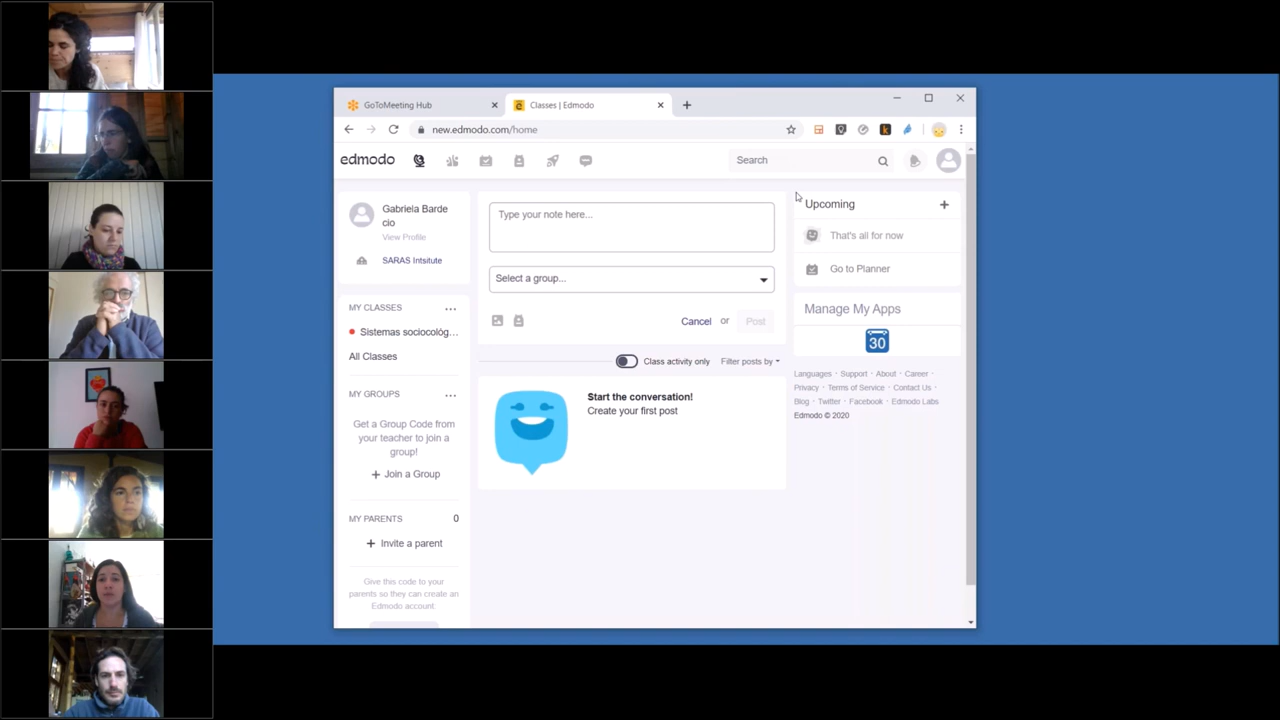 GoToMeeting Hub
Classes | Edmodo
new.edmodo.com/home
edmodo
Search
Gabriela Barde
cio
View Profile
SARAS Intsitute
MY CLASSES
Sistemas sociocológ...
All Classes
MY GROUPS
Get a Group Code from
your teacher to join a
group!
+ Join a Group
MY PARENTS 0
+ Invite a parent
Give this code to your
parents so they can create an
Edmodo account
Type your note here...
Select a group...
Cancel or Post
Class activity only Filter posts by
Start the conversation!
Create your first post
Upcoming +
That's all for now
Go to Planner
Manage My Apps
30
Languages · Support · About · Career ·
Privacy · Terms of Service · Contact Us ·
Blog · Twitter · Facebook · Edmodo Labs
Edmodo © 2020